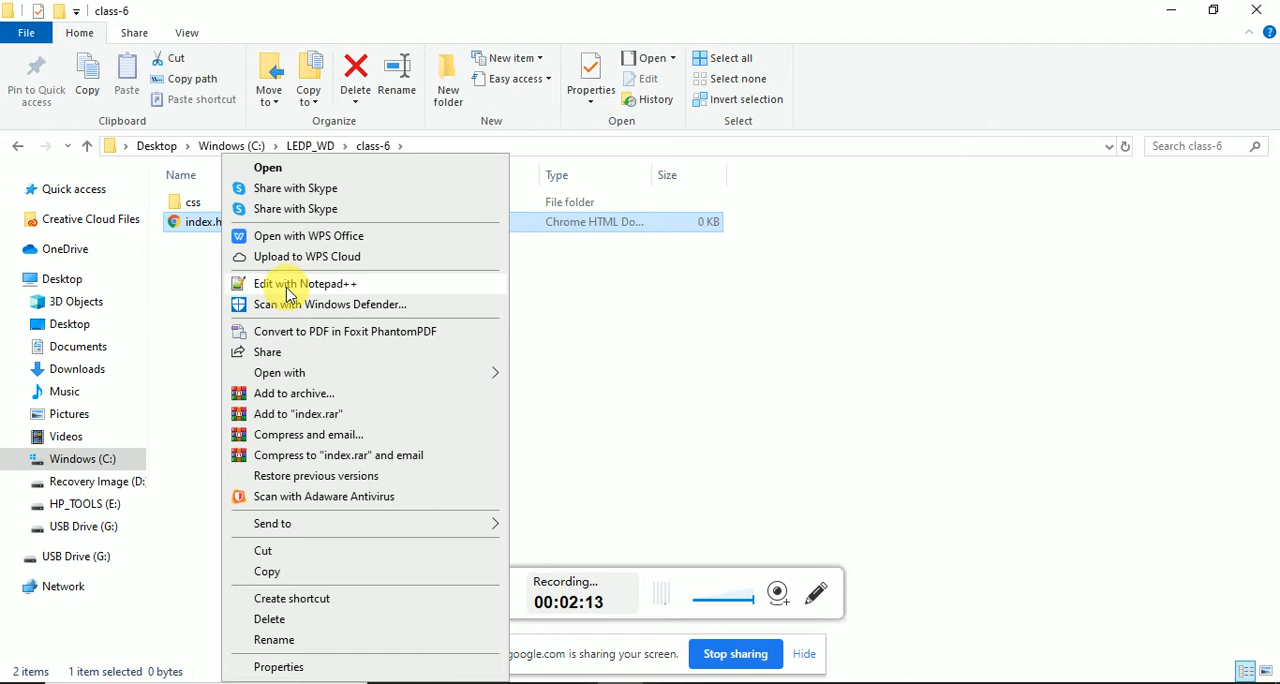 class-6
File Home Share View
Pin to Quick access
Copy
Paste
Cut
Copy path
Paste shortcut
Clipboard
Move to
Copy to
Delete
Rename
Organize
New folder
New item
Easy access
New
Properties
Open
Edit
History
Open
Select all
Select none
Invert selection
Select
Desktop Windows (C:) LEDP_WD class-6
Search class-6
Name Type Size
css File folder
index.h Chrome HTML Do... 0 KB
Quick access
Creative Cloud Files
OneDrive
Desktop
3D Objects
Desktop
Documents
Downloads
Music
Pictures
Videos
Windows (C:)
Recovery Image (D:
HP_TOOLS (E:)
USB Drive (G:)
USB Drive (G:)
Network
Open
Share with Skype
Share with Skype
Open with WPS Office
Upload to WPS Cloud
Edit with Notepad++
Scan with Windows Defender...
Convert to PDF in Foxit PhantomPDF
Share
Open with
Add to archive...
Add to "index.rar"
Compress and email...
Compress to "index.rar" and email
Restore previous versions
Scan with Adaware Antivirus
Send to
Cut
Copy
Create shortcut
Delete
Rename
Properties
Recording...
00:02:13
google.com is sharing your screen. Stop sharing Hide
2 items 1 item selected 0 bytes